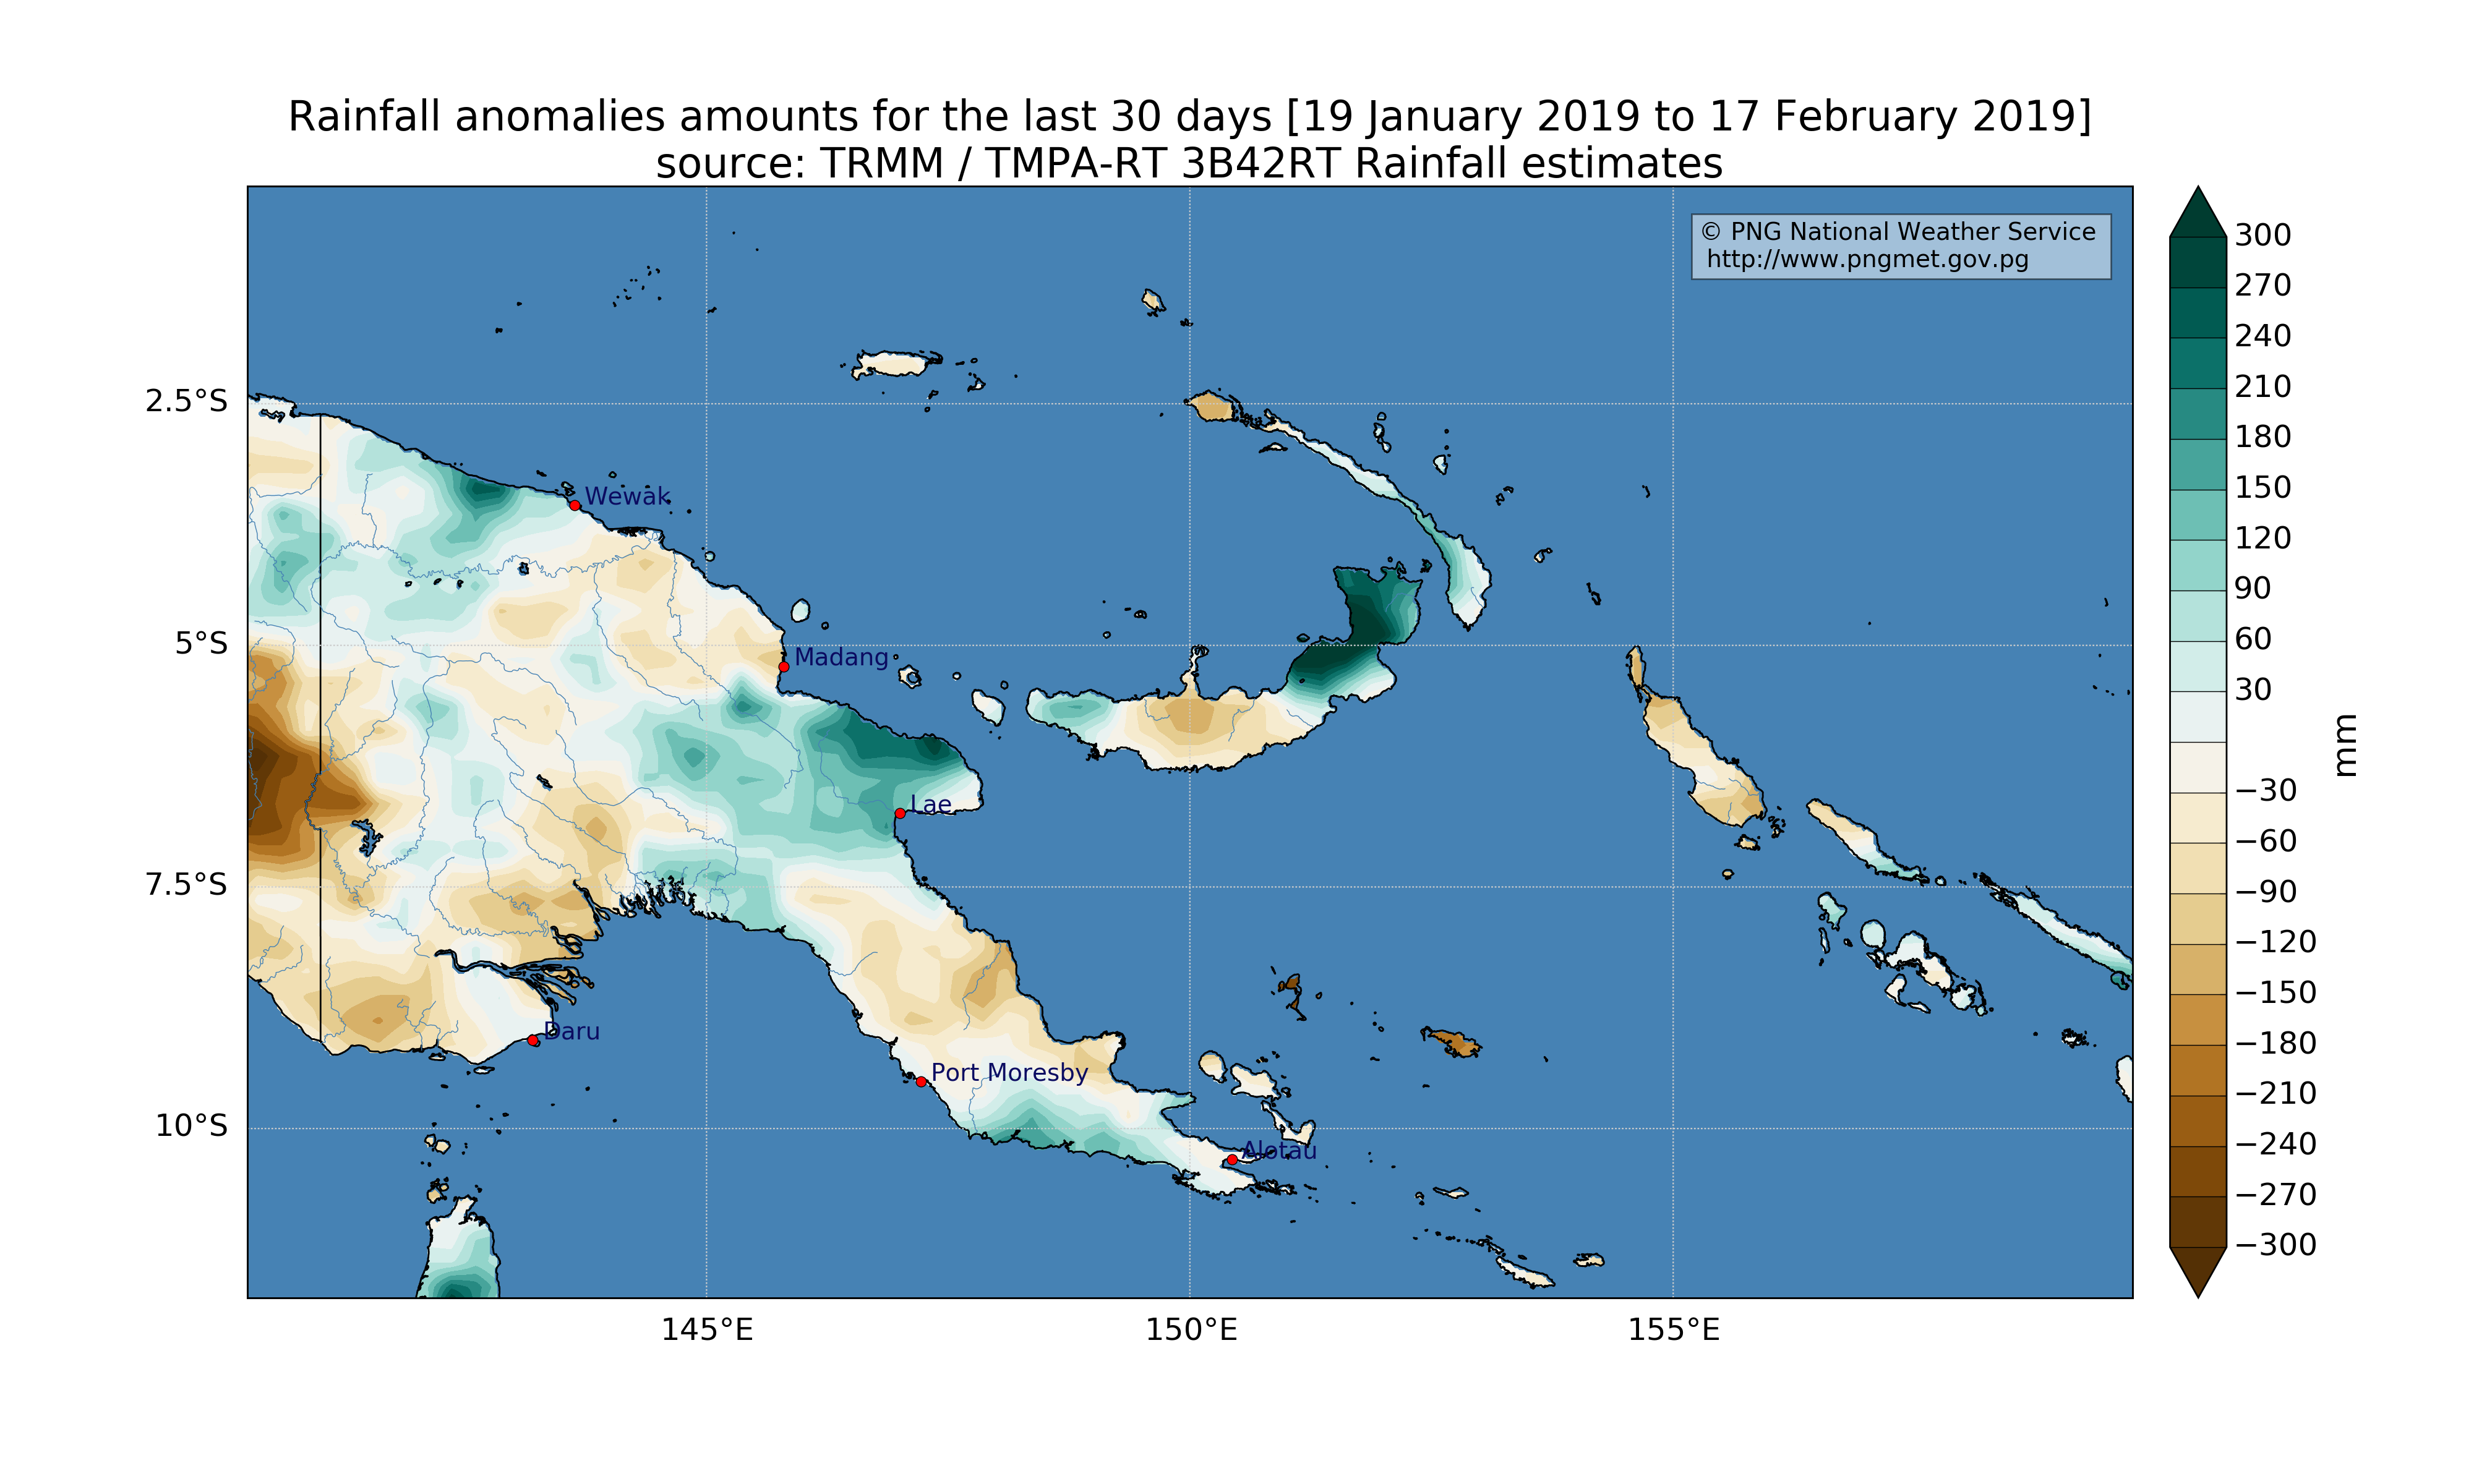 Rainfall anomalies amounts for the last 30 days [19 January 2019 to 17 February 2019]
source: TRMM / TMPA-RT 3B42RT Rainfall estimates
© PNG National Weather Service
http://www.pngmet.gov.pg
2.5°S
5°S
7.5°S
10°S
Wewak
Madang
Lae
Daru
Port Moresby
Alotau
145°E
150°E
155°E
300
270
240
210
180
150
120
90
60
30
−30
−60
−90
−120
−150
−180
−210
−240
−270
−300
mm